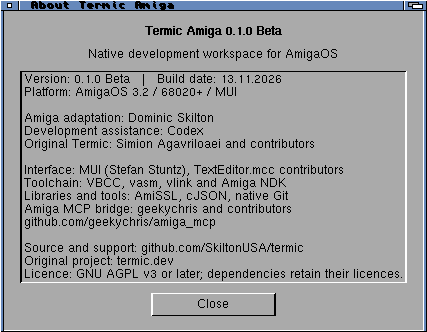 About Termic Amiga
Termic Amiga 0.1.0 Beta
Native development workspace for AmigaOS
Version: 0.1.0 Beta | Build date: 13.11.2026
Platform: AmigaOS 3.2 / 68020+ / MUI
Amiga adaptation: Dominic Skilton
Development assistance: Codex
Original Termic: Simion Agavriloaei and contributors
Interface: MUI (Stefan Stuntz), TextEditor.mcc contributors
Toolchain: VBCC, vasm, vlink and Amiga NDK
Libraries and tools: AmiSSL, cJSON, native Git
Amiga MCP bridge: geekychris and contributors
github.com/geekychris/amiga_mcp
Source and support: github.com/SkiltonUSA/termic
Original project: termic.dev
Licence: GNU AGPL v3 or later; dependencies retain their licences.
Close